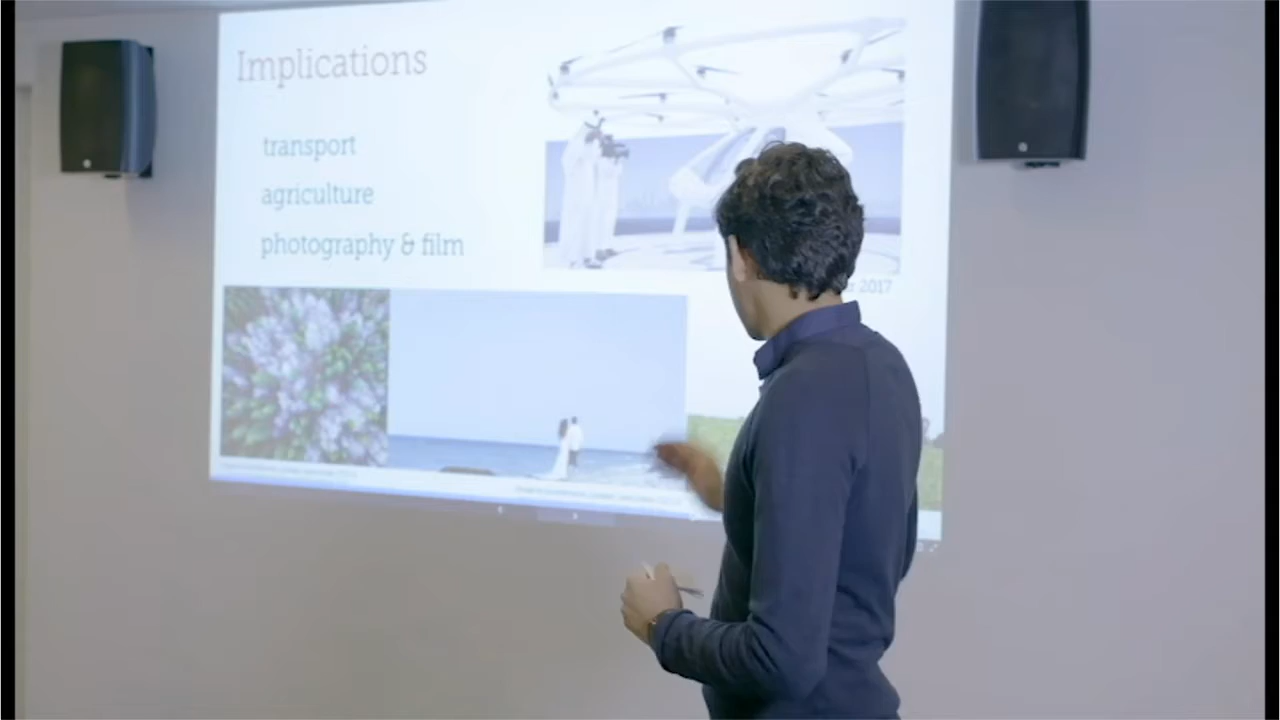 Implications
transport
agriculture
photography & film
2017